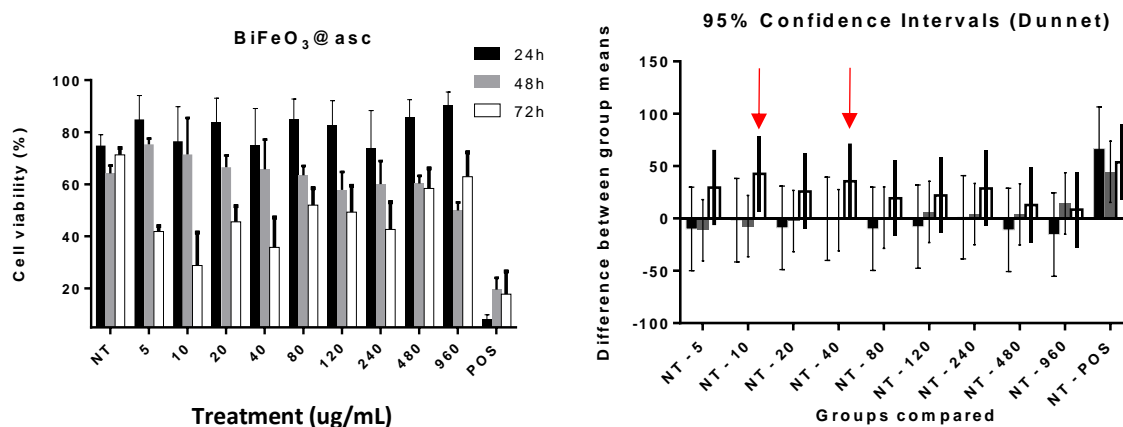 BiFeO3@asc
24h
48h
72h
Cell viability (%)
100
80
60
40
20
NT
5
10
20
40
80
120
240
480
960
POS
Treatment (ug/mL)
95% Confidence Intervals (Dunnet)
Difference between group means
150
100
50
0
-50
-100
NT - 5
NT - 10
NT - 20
NT - 40
NT - 80
NT - 120
NT - 240
NT - 480
NT - 960
NT - POS
Groups compared